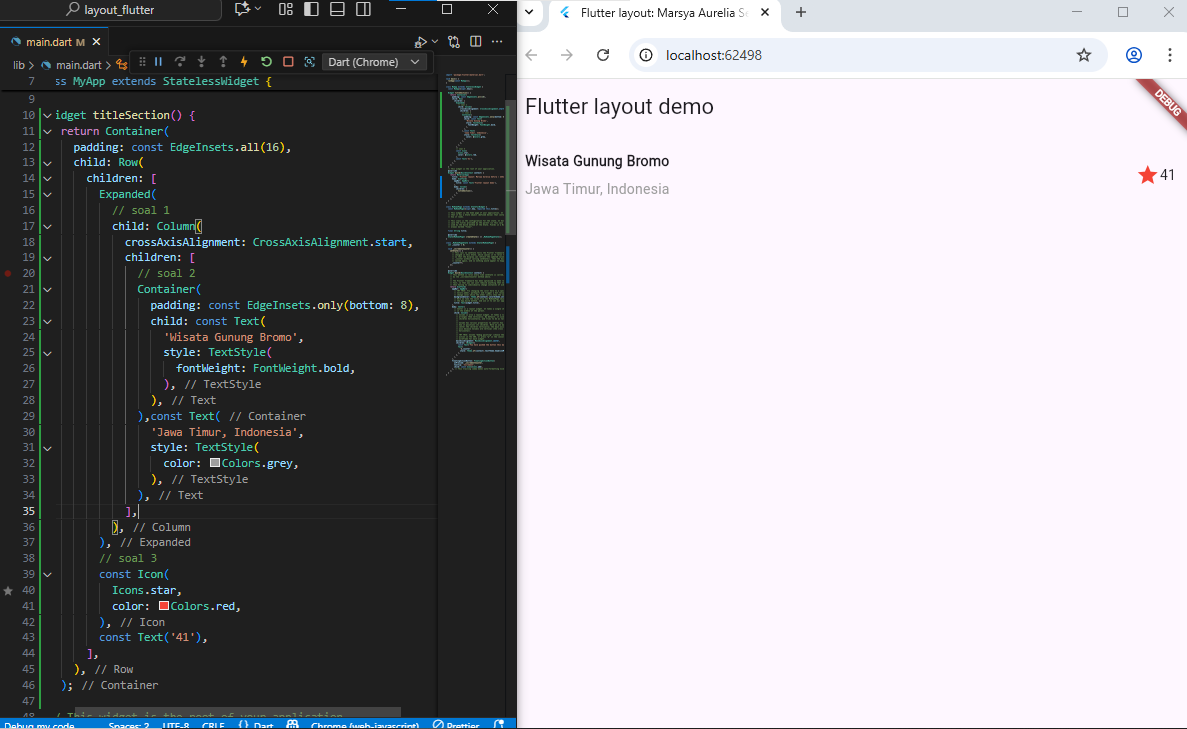 layout_flutter
main.dart M
Dart (Chrome)
lib > main.dart >
7 ss MyApp extends StatelessWidget {
9
10 idget titleSection() {
11 return Container(
12 padding: const EdgeInsets.all(16),
13 child: Row(
14 children: [
15 Expanded(
16 // soal 1
17 child: Column(
18 crossAxisAlignment: CrossAxisAlignment.start,
19 children: [
20 // soal 2
21 Container(
22 padding: const EdgeInsets.only(bottom: 8),
23 child: const Text(
24 'Wisata Gunung Bromo',
25 style: TextStyle(
26 fontWeight: FontWeight.bold,
27 ), // TextStyle
28 ), // Text
29 ),const Text( // Container
30 'Jawa Timur, Indonesia',
31 style: TextStyle(
32 color: Colors.grey,
33 ), // TextStyle
34 ), // Text
35 ],
36 ), // Column
37 ), // Expanded
38 // soal 3
39 const Icon(
40 Icons.star,
41 color: Colors.red,
42 ), // Icon
43 const Text('41'),
44 ],
45 ), // Row
46 ); // Container
47
48 / This widget is the root of your application
Debug my code Spaces: 2 UTF-8 CRLF {} Dart Chrome (web-javascript) Prettier
Flutter layout: Marsya Aurelia Se
localhost:62498
DEBUG
Flutter layout demo
Wisata Gunung Bromo
41
Jawa Timur, Indonesia